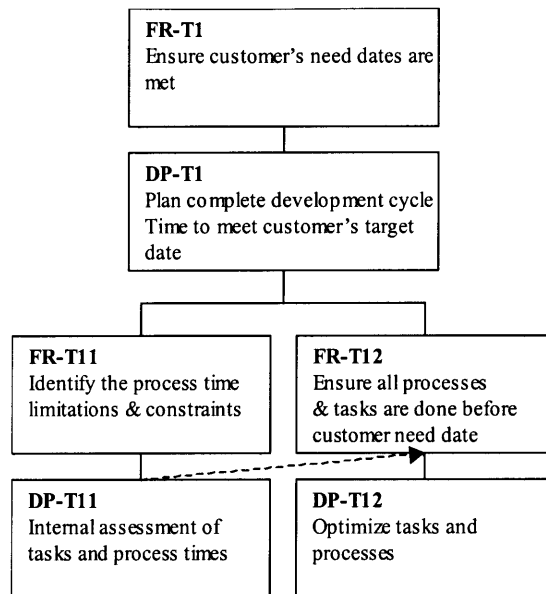 FR-T1
Ensure customer's need dates are
met
DP-T1
Plan complete development cycle
Time to meet customer's target
date
FR-T11
Identify the process time
limitations & constraints
FR-T12
Ensure all processes
& tasks are done before
customer need date
DP-T11
Internal assessment of
tasks and process times
DP-T12
Optimize tasks and
processes